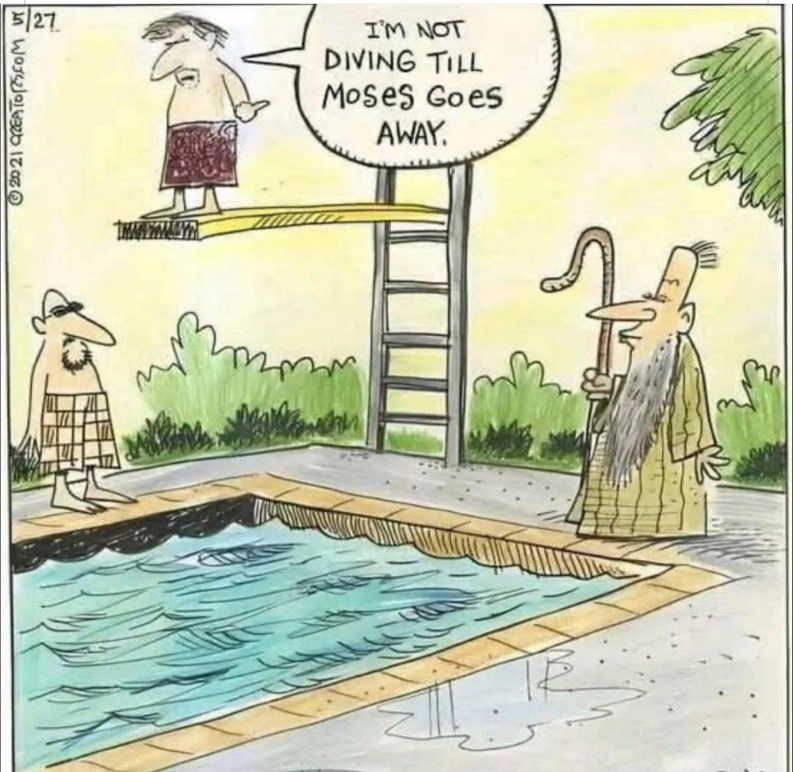 5/27
© 2021 CREATORS.COM
I'M NOT
DIVING TILL
MOSES GOES
AWAY.